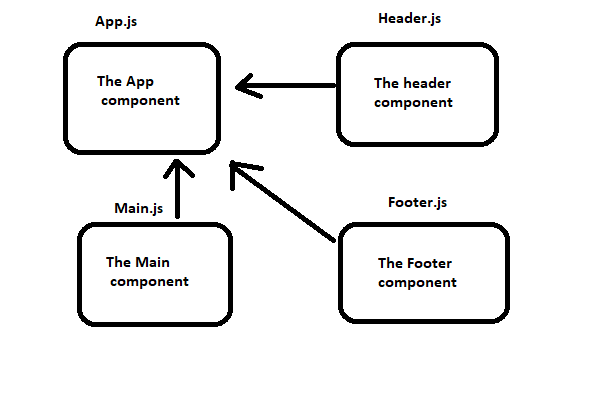 App.js
The App
component
Header.js
The header
component
Main.js
The Main
component
Footer.js
The Footer
component